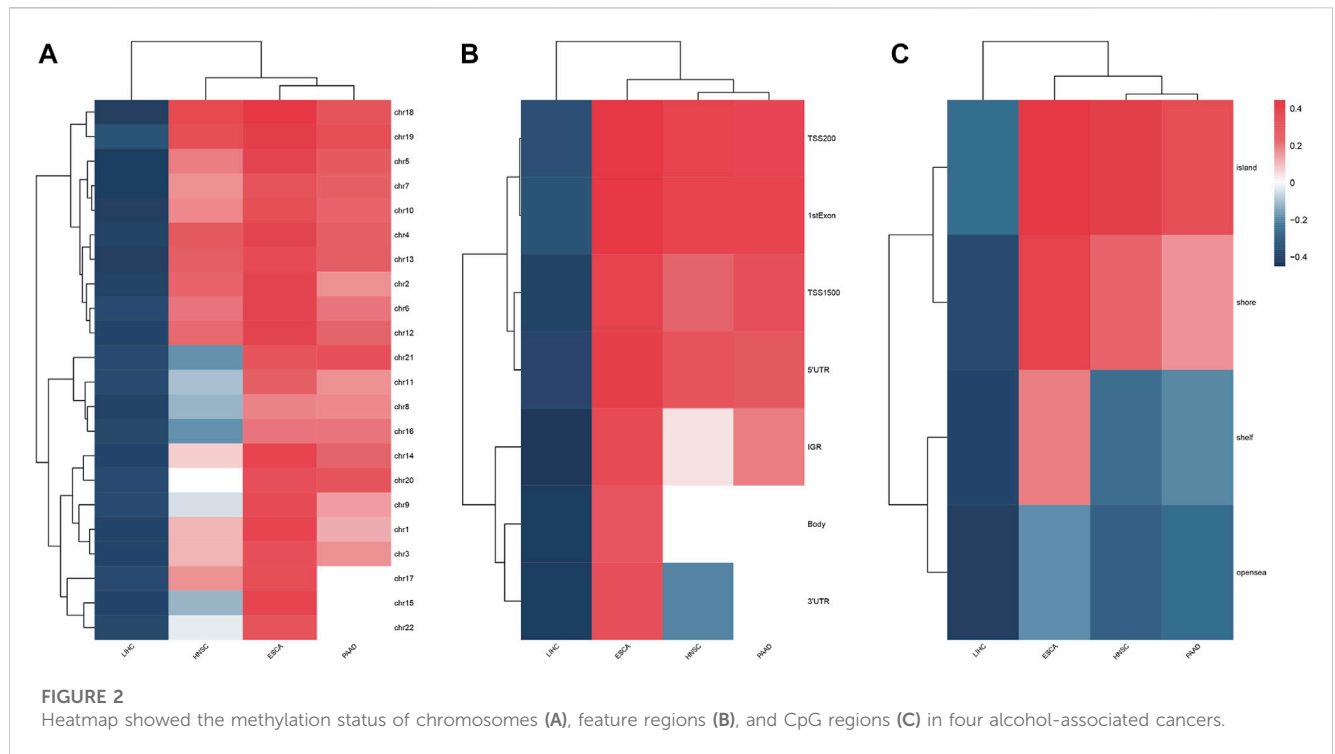 A
B
C
chr18
chr19
chr5
chr7
chr10
chr4
chr13
chr2
chr6
chr12
chr21
chr11
chr8
chr16
chr14
chr20
chr9
chr1
chr3
chr17
chr15
chr22
LIHC
HNSC
ESCA
PAAD
TSS200
1stExon
TSS1500
5'UTR
IGR
Body
3'UTR
LIHC
ESCA
HNSC
PAAD
island
shore
shelf
opensea
LIHC
ESCA
HNSC
PAAD
0.4
0.2
0
−0.2
−0.4
FIGURE 2
Heatmap showed the methylation status of chromosomes (A), feature regions (B), and CpG regions (C) in four alcohol-associated cancers.